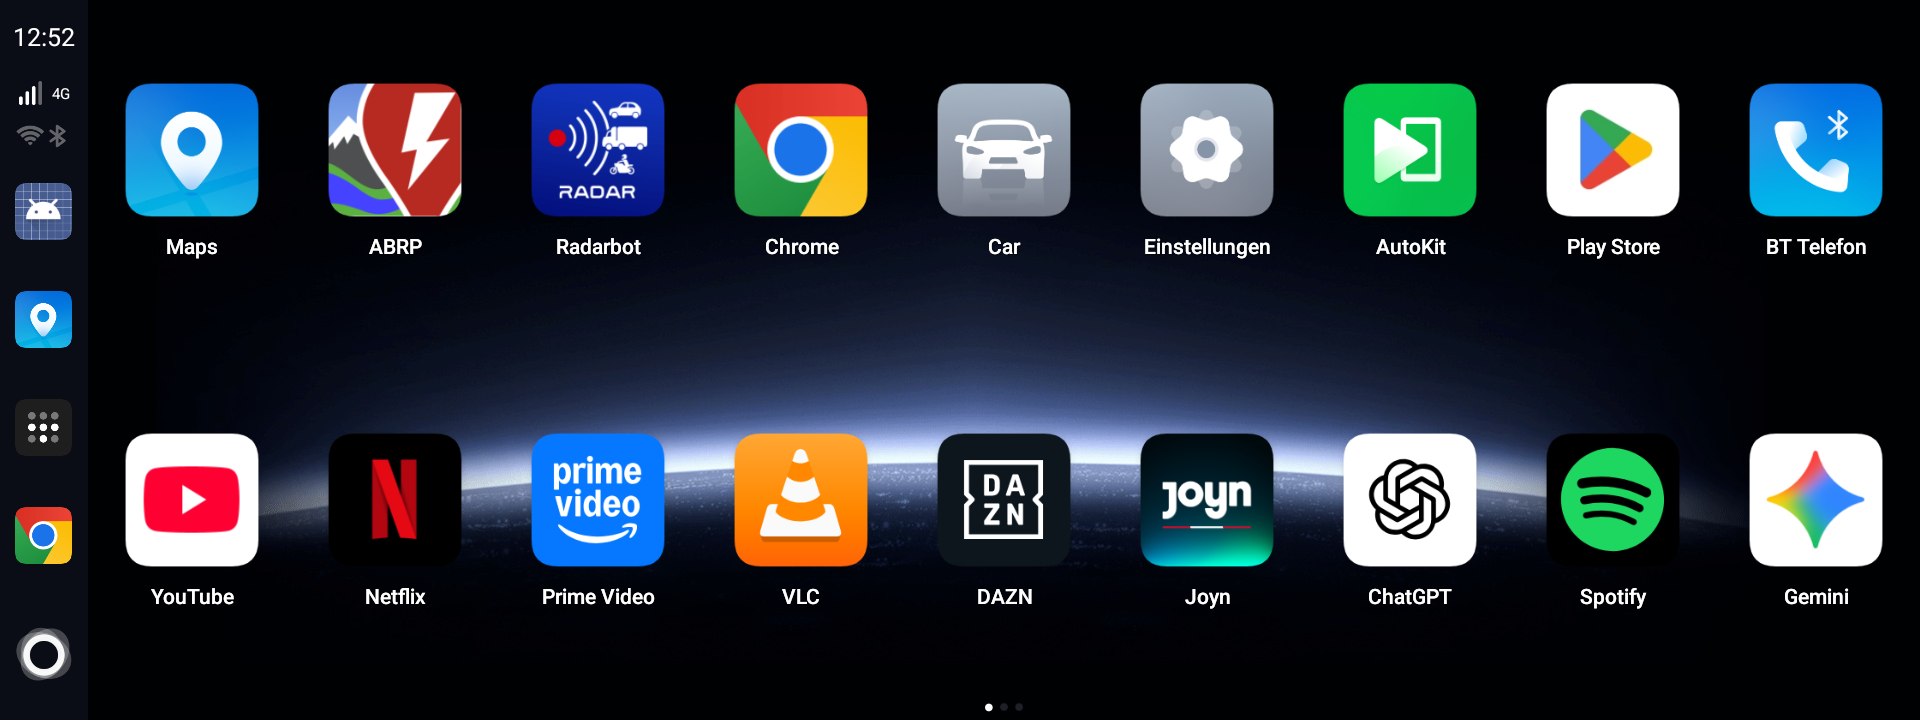 12:52
4G
RADAR
Maps
ABRP
Radarbot
Chrome
Car
Einstellungen
AutoKit
Play Store
BT Telefon
prime
video
DA
ZN
joyn
YouTube
Netflix
Prime Video
VLC
DAZN
Joyn
ChatGPT
Spotify
Gemini